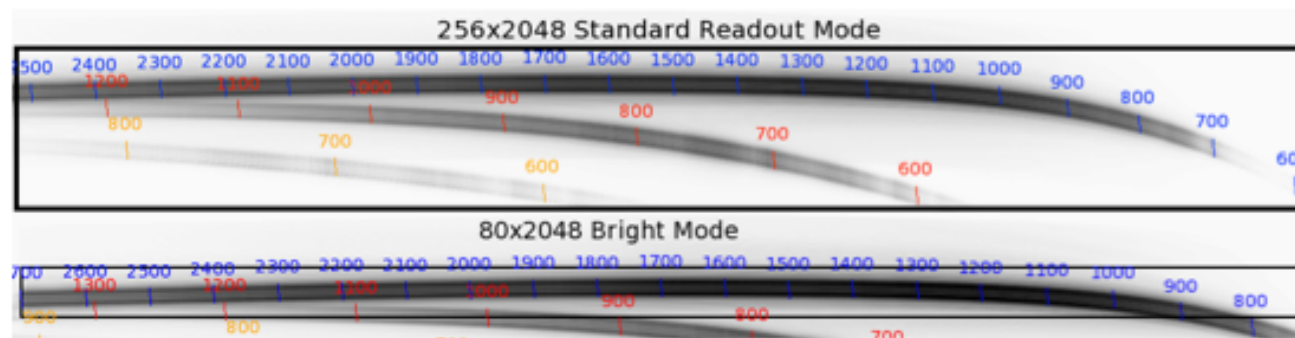 256x2048 Standard Readout Mode
2400 2300 2200 2100 2000 1900 1800 1700 1600 1500 1400 1300 1200 1100 1000 900 800 700
1200 1100 1000 900 800 700 600
800 700 600
80x2048 Bright Mode
2600 2500 2400 2300 2200 2100 2000 1900 1800 1700 1600 1500 1400 1300 1200 1100 1000 900 800
1300 1200 1100 1000 900 800 700
900 800